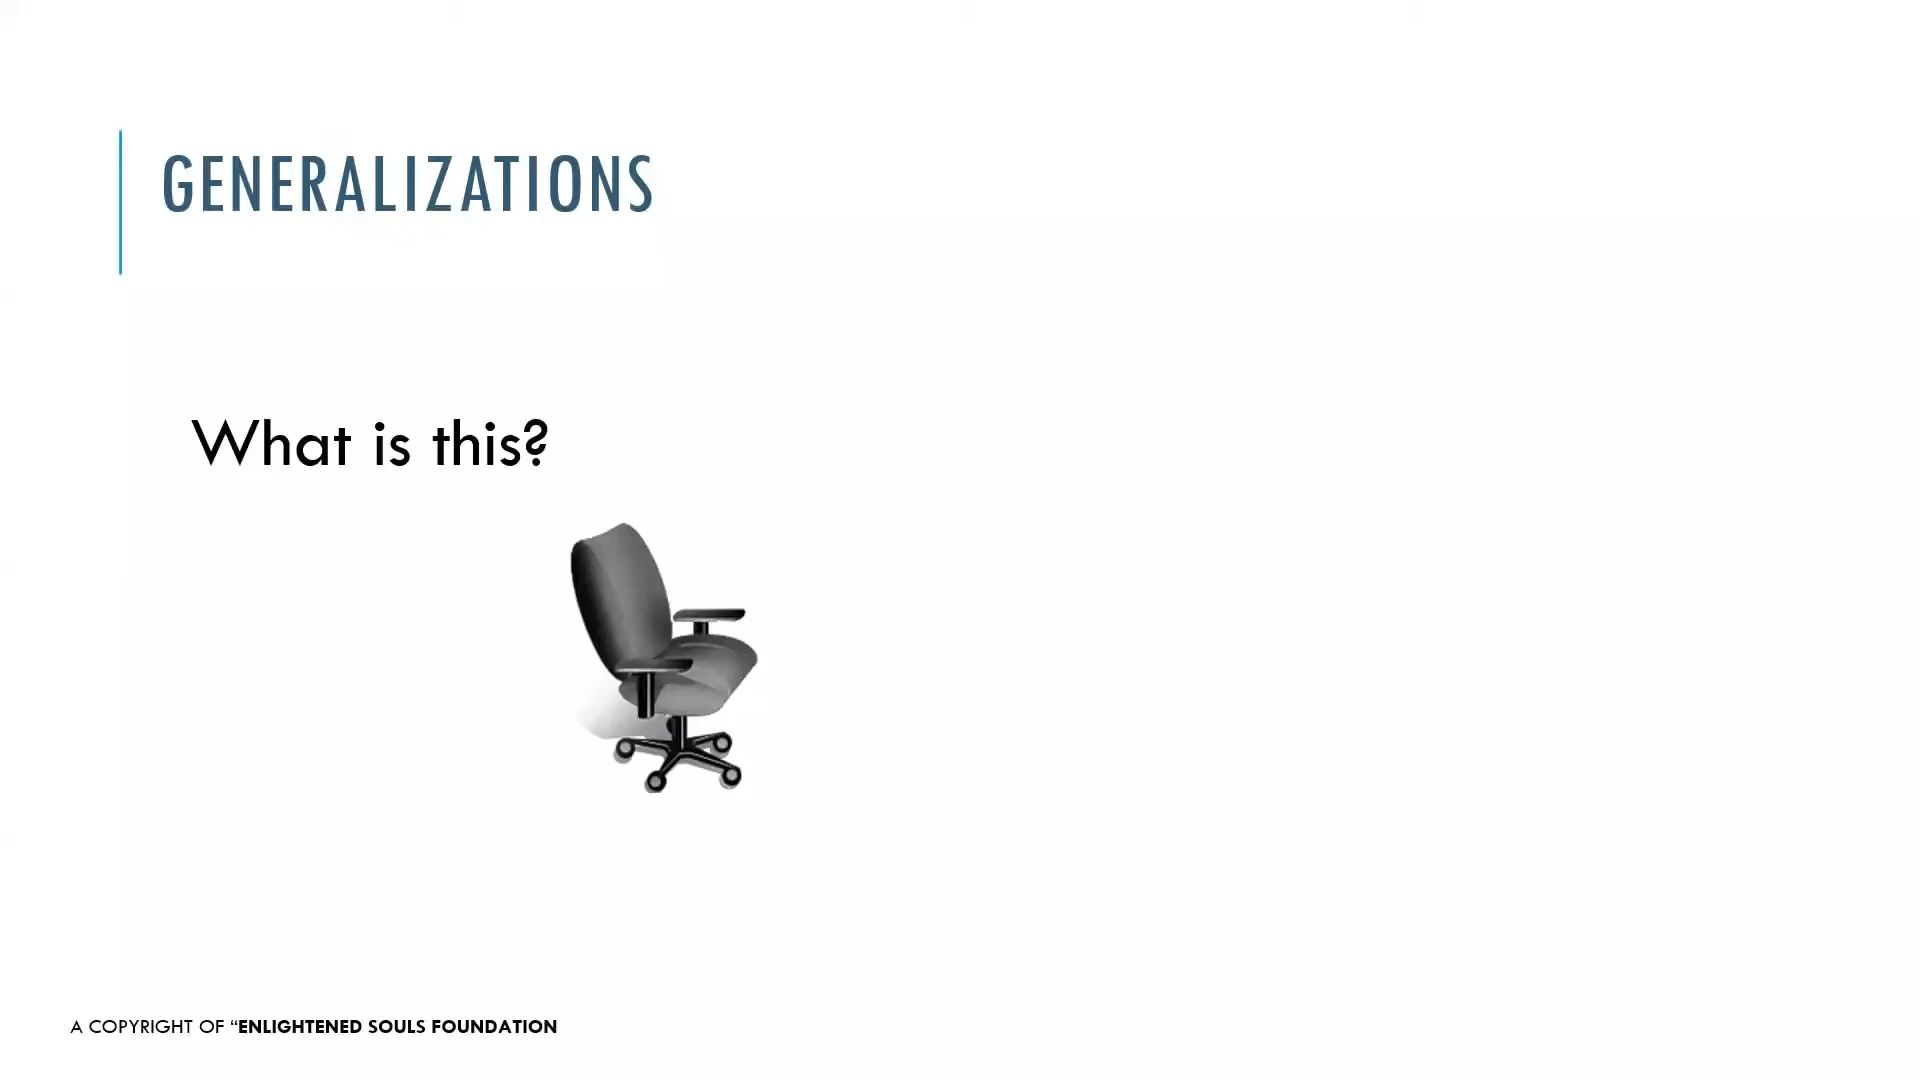 GENERALIZATIONS
What is this?
A COPYRIGHT OF “ENLIGHTENED SOULS FOUNDATION